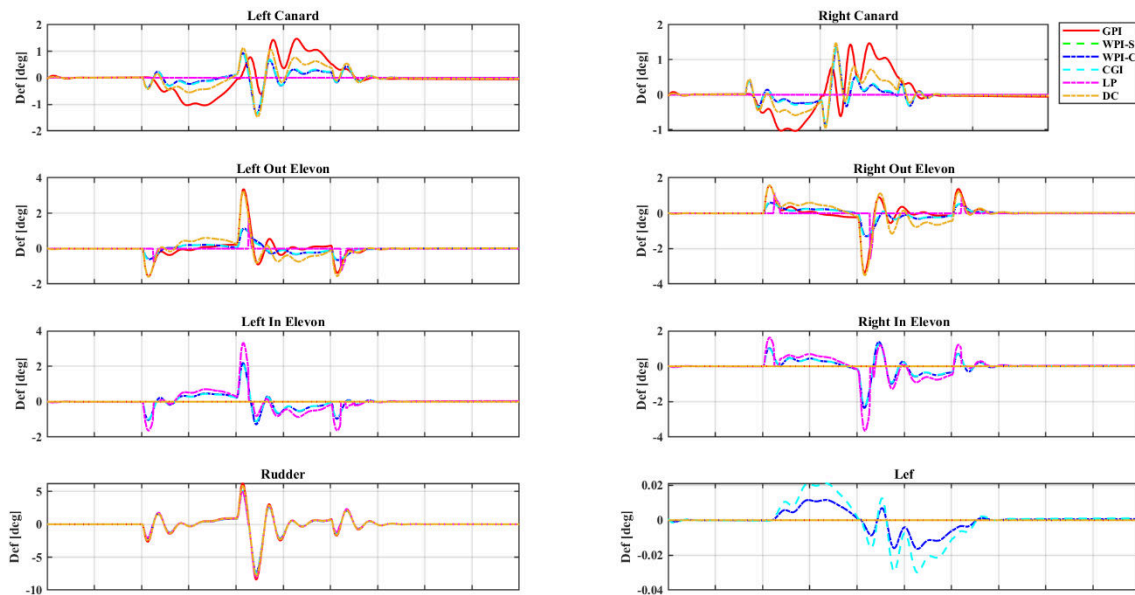 Left Canard
2
1
0
-1
-2
Def [deg]
Right Canard
2
1
0
-1
Def [deg]
GPI
WPI-S
WPI-C
CGI
LP
DC
Left Out Elevon
4
2
0
-2
Def [deg]
Right Out Elevon
2
0
-2
-4
Def [deg]
Left In Elevon
4
2
0
-2
Def [deg]
Right In Elevon
2
0
-2
-4
Def [deg]
Rudder
5
0
-5
-10
Def [deg]
Lef
0.02
0
-0.02
-0.04
Def [deg]